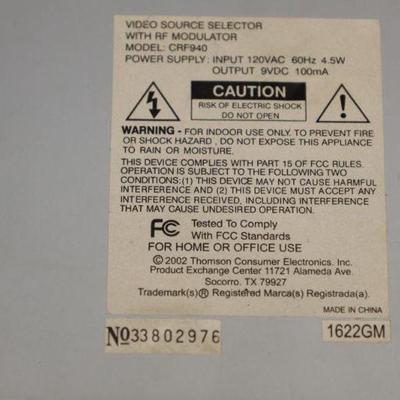 VIDEO SOURCE SELECTOR
WITH RF MODULATOR
MODEL: CRF940
POWER SUPPLY: INPUT 120VAC 60Hz 4.5W
OUTPUT 9VDC 100mA
CAUTION
RISK OF ELECTRIC SHOCK
DO NOT OPEN
WARNING - FOR INDOOR USE ONLY. TO PREVENT FIRE
OR SHOCK HAZARD , DO NOT EXPOSE THIS APPLIANCE
TO RAIN OR MOISTURE.
THIS DEVICE COMPLIES WITH PART 15 OF FCC RULES.
OPERATION IS SUBJECT TO THE FOLLOWING TWO
CONDITIONS:(1) THIS DEVICE MAY NOT CAUSE HARMFUL
INTERFERENCE AND (2) THIS DEVICE MUST ACCEPT ANY
INTERFERENCE RECEIVED, INCLUDING INTERFERENCE
THAT MAY CAUSE UNDESIRED OPERATION.
FC Tested To Comply
With FCC Standards
FOR HOME OR OFFICE USE
© 2002 Thomson Consumer Electronics, Inc.
Product Exchange Center 11721 Alameda Ave.
Socorro, TX 79927
Trademark(s)® Registered Marca(s) Registrada(s).
MADE IN CHINA
№33802976
1622GM